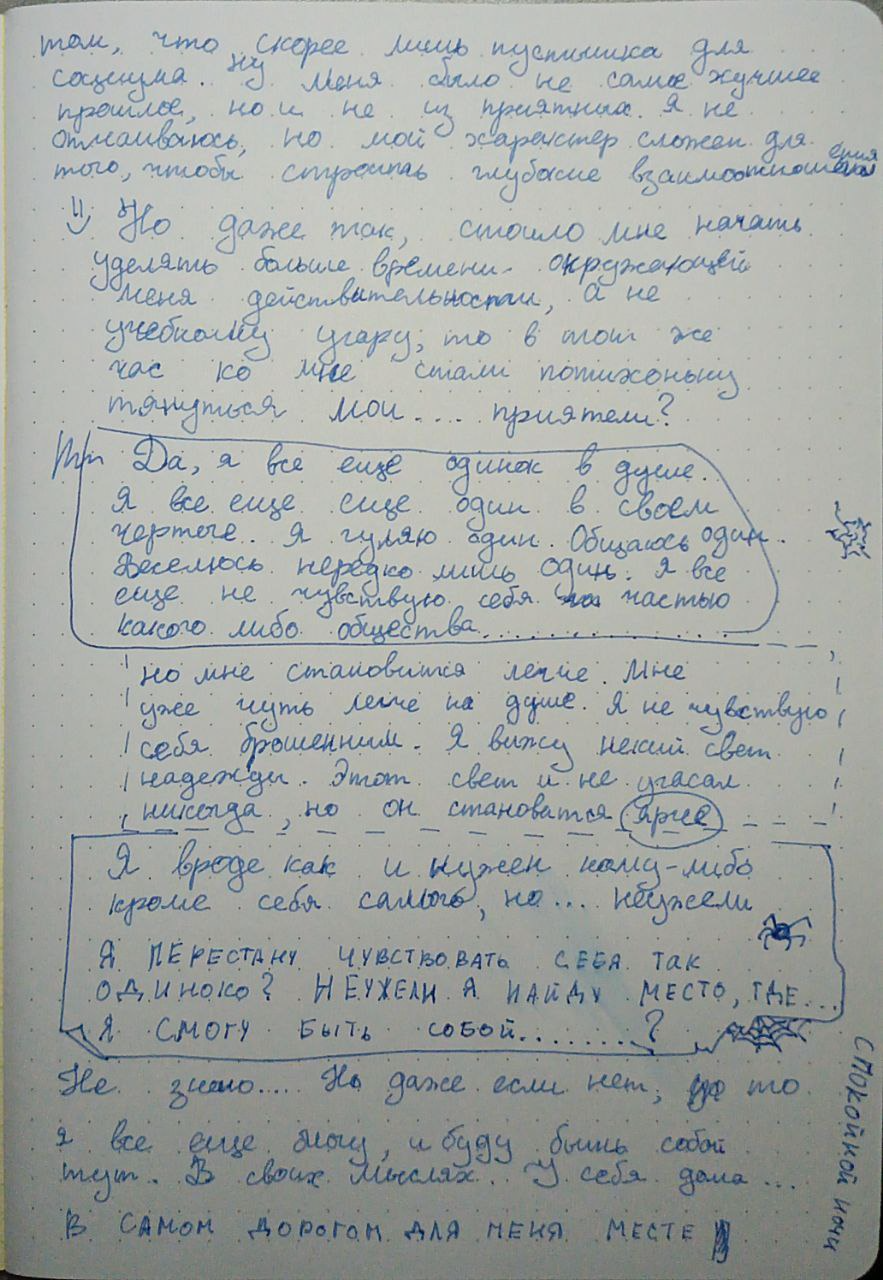 том, что скорее лишь пустышка для
социума. Ну меня было не самое худшее
прошлое, но и не из приятных. Я не
отмаиваюсь, но мой характер сложен для
того, чтобы строить глубокие взаимоотношения
Но даже так, стоило мне начать
уделять больше времени окружающей
меня действительности, а не
учебному угару, то в тот же
час ко мне стали потихоньку
тянуться мои.... приятели?
Да, я все еще одинок в душе.
Я все еще еще один в своем
чертоге. Я гуляю один. Общаюсь один.
Веселюсь нередко лишь один. Я все
еще не чувствую себя частью
какого либо общества..................
но мне становится легче. Мне
уже чуть легче на душе. Я не чувствую
себя брошенным. Я вижу некий свет
надежды. Этот свет и не угасал
никогда, но он становится ярче
Я вроде как и нужен кому-либо
кроме себя самого, но... неужели
Я ПЕРЕСТАНУ ЧУВСТВОВАТЬ СЕБЯ ТАК
ОДИНОКО? НЕУЖЕЛИ Я НАЙДУ МЕСТО, ГДЕ...
Я СМОГУ БЫТЬ СОБОЙ........?
Не знаю.... Но даже если нет, то
я все еще могу, и буду быть собой
тут. В своих мыслях.. У себя дома...
В САМОМ ДОРОГОМ ДЛЯ МЕНЯ МЕСТЕ
СПОКОЙНОЙ НОЧИ